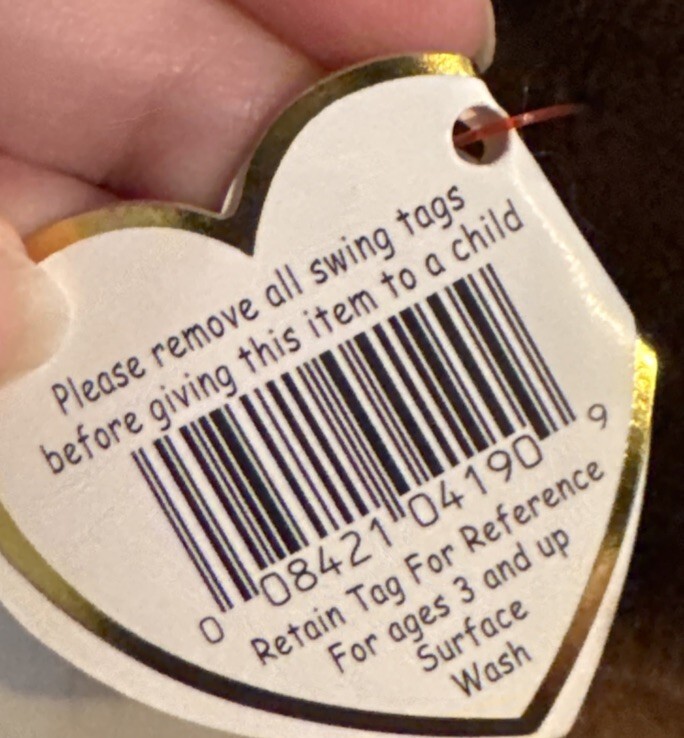 Please remove all swing tags
before giving this item to a child
0 08421 04190 9
Retain Tag For Reference
For ages 3 and up
Surface
Wash